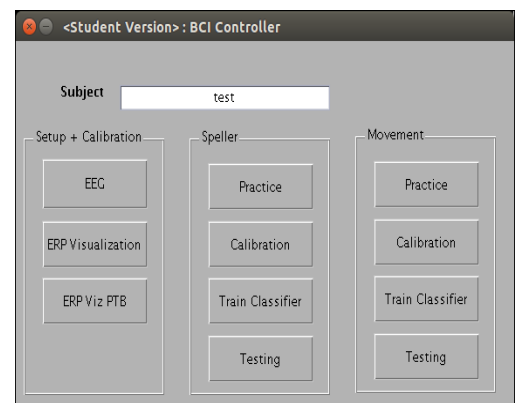 <Student Version> : BCI Controller
Subject
test
Setup + Calibration
EEG
ERP Visualization
ERP Viz PTB
Speller
Practice
Calibration
Train Classifier
Testing
Movement
Practice
Calibration
Train Classifier
Testing